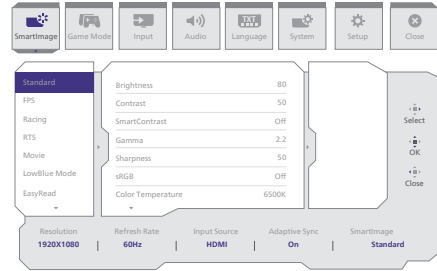 SmartImage Game Mode Input Audio TXT Language System Setup Close
Standard
FPS
Racing
RTS
Movie
LowBlue Mode
EasyRead
Brightness 80
Contrast 50
SmartContrast Off
Gamma 2.2
Sharpness 50
sRGB Off
Color Temperature 6500K
Select
OK
Close
Resolution Refresh Rate Input Source Adaptive Sync SmartImage
1920X1080 | 60Hz | HDMI | On | Standard